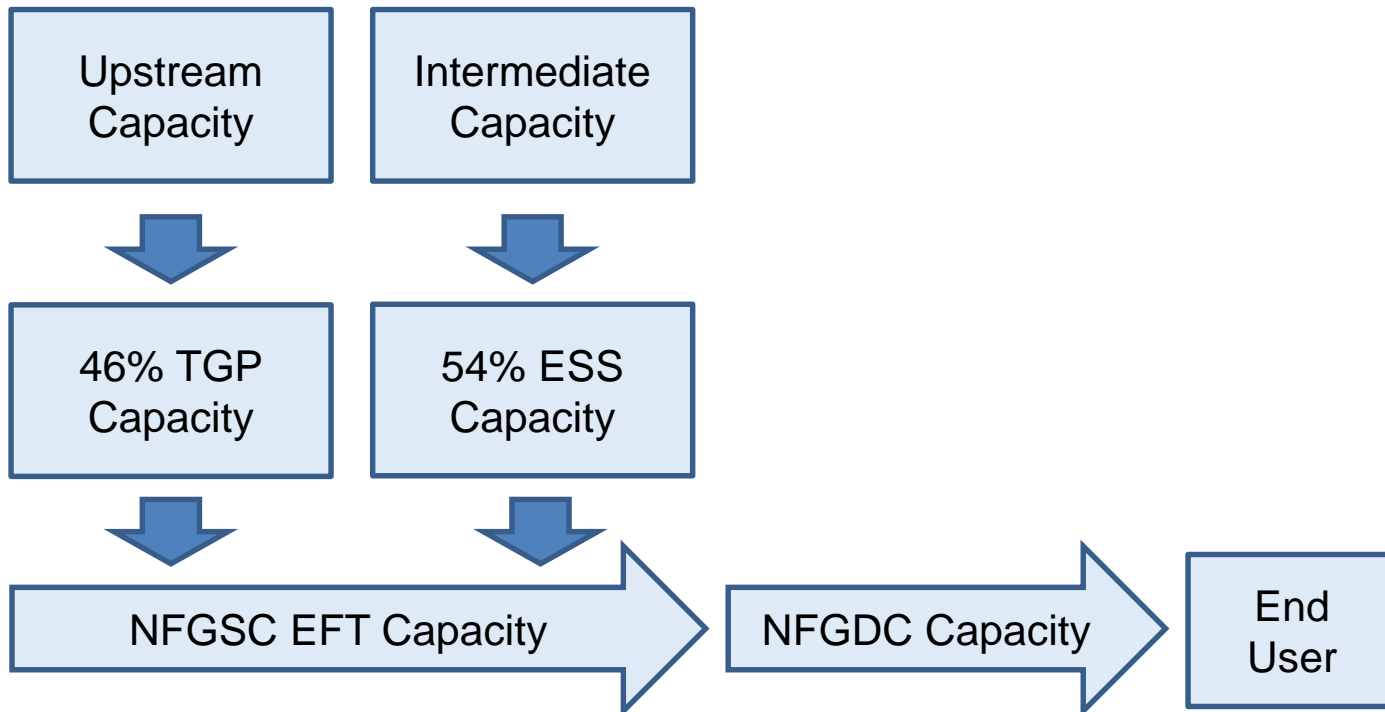 Upstream
Capacity
Intermediate
Capacity
46% TGP
Capacity
54% ESS
Capacity
NFGSC EFT Capacity
NFGDC Capacity
End
User